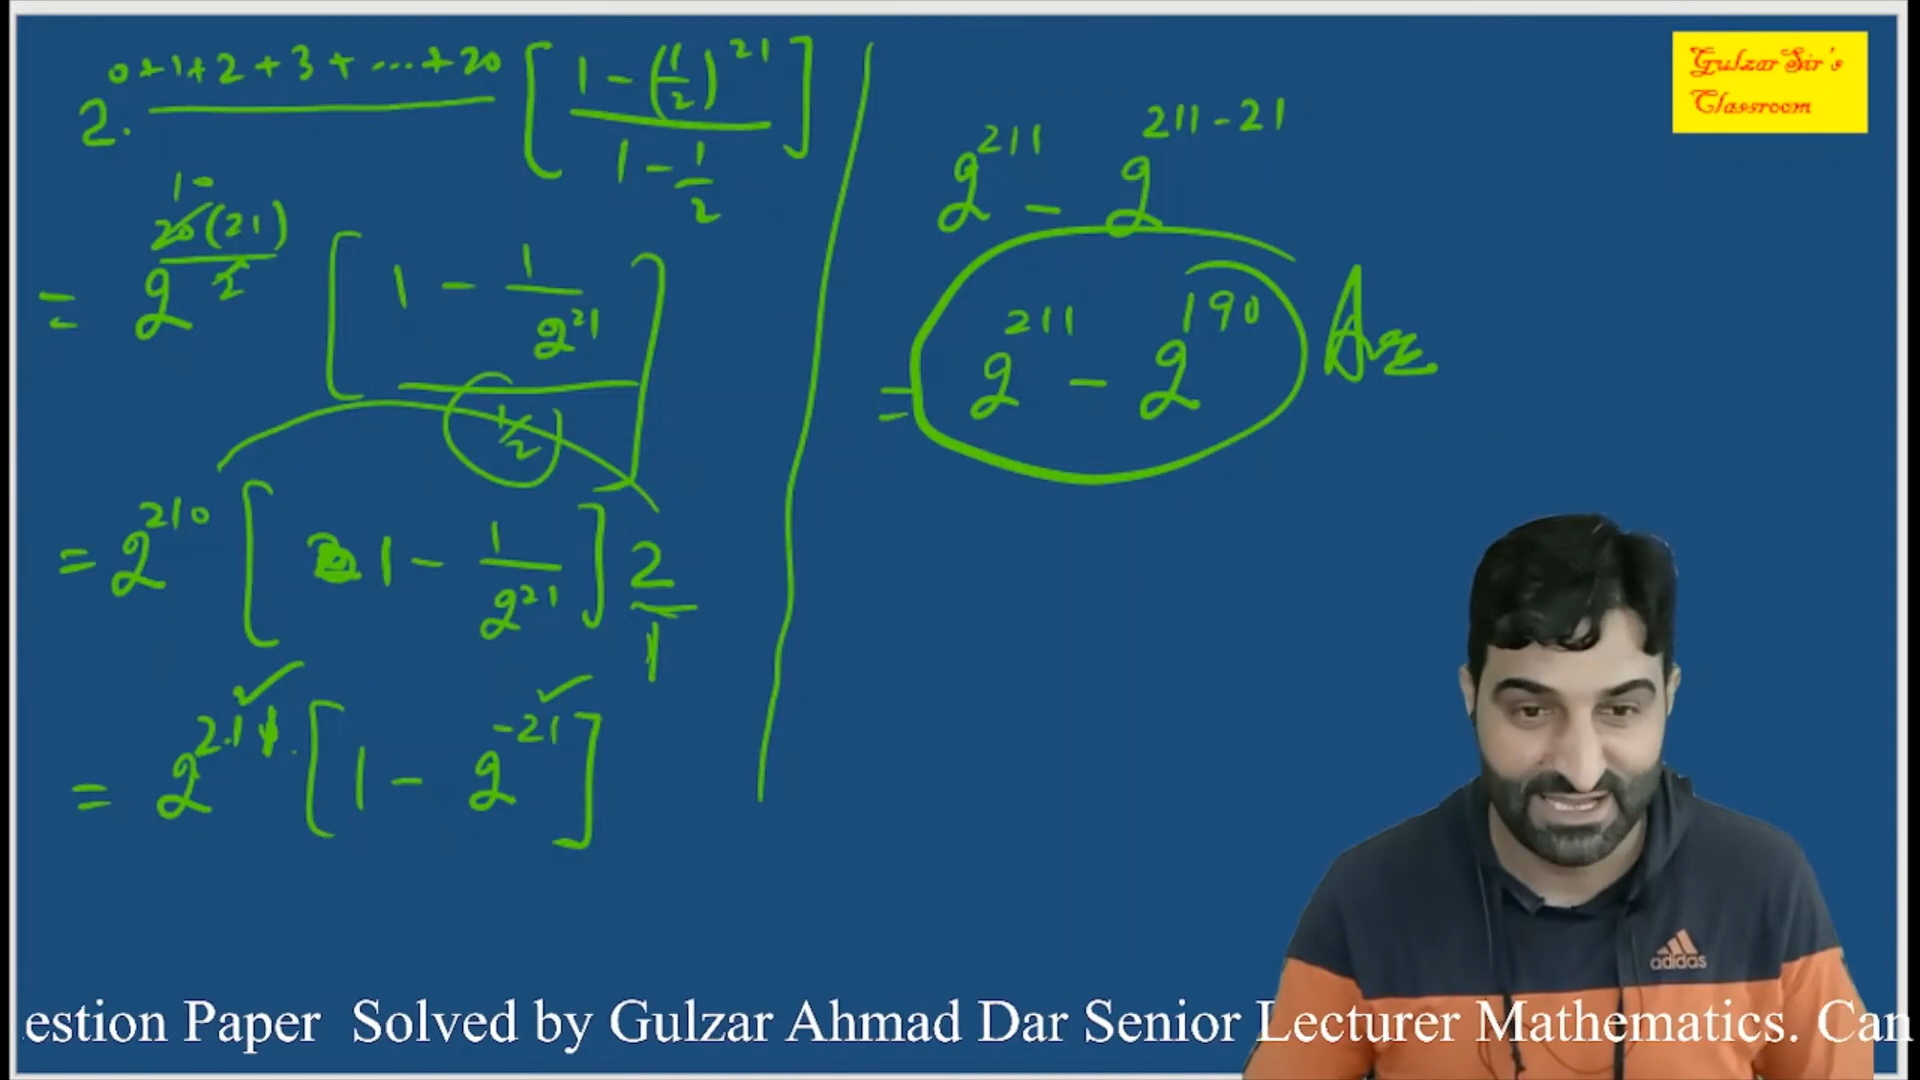 2.^{0+1+2+3+...+20} [ (1-(1/2)^{21}) / (1-1/2) ]
= 2^{20(21)/2} [ (1 - 1/2^{21}) / (1/2) ]
10
= 2^{210} [ 1 - 1/2^{21} ] 2/1
= 2^{211} [ 1 - 2^{-21} ]
2^{211} - 2^{211-21}
= 2^{211} - 2^{190} Ans
Gulzar Sir's
Classroom
adidas
estion Paper Solved by Gulzar Ahmad Dar Senior Lecturer Mathematics. Can